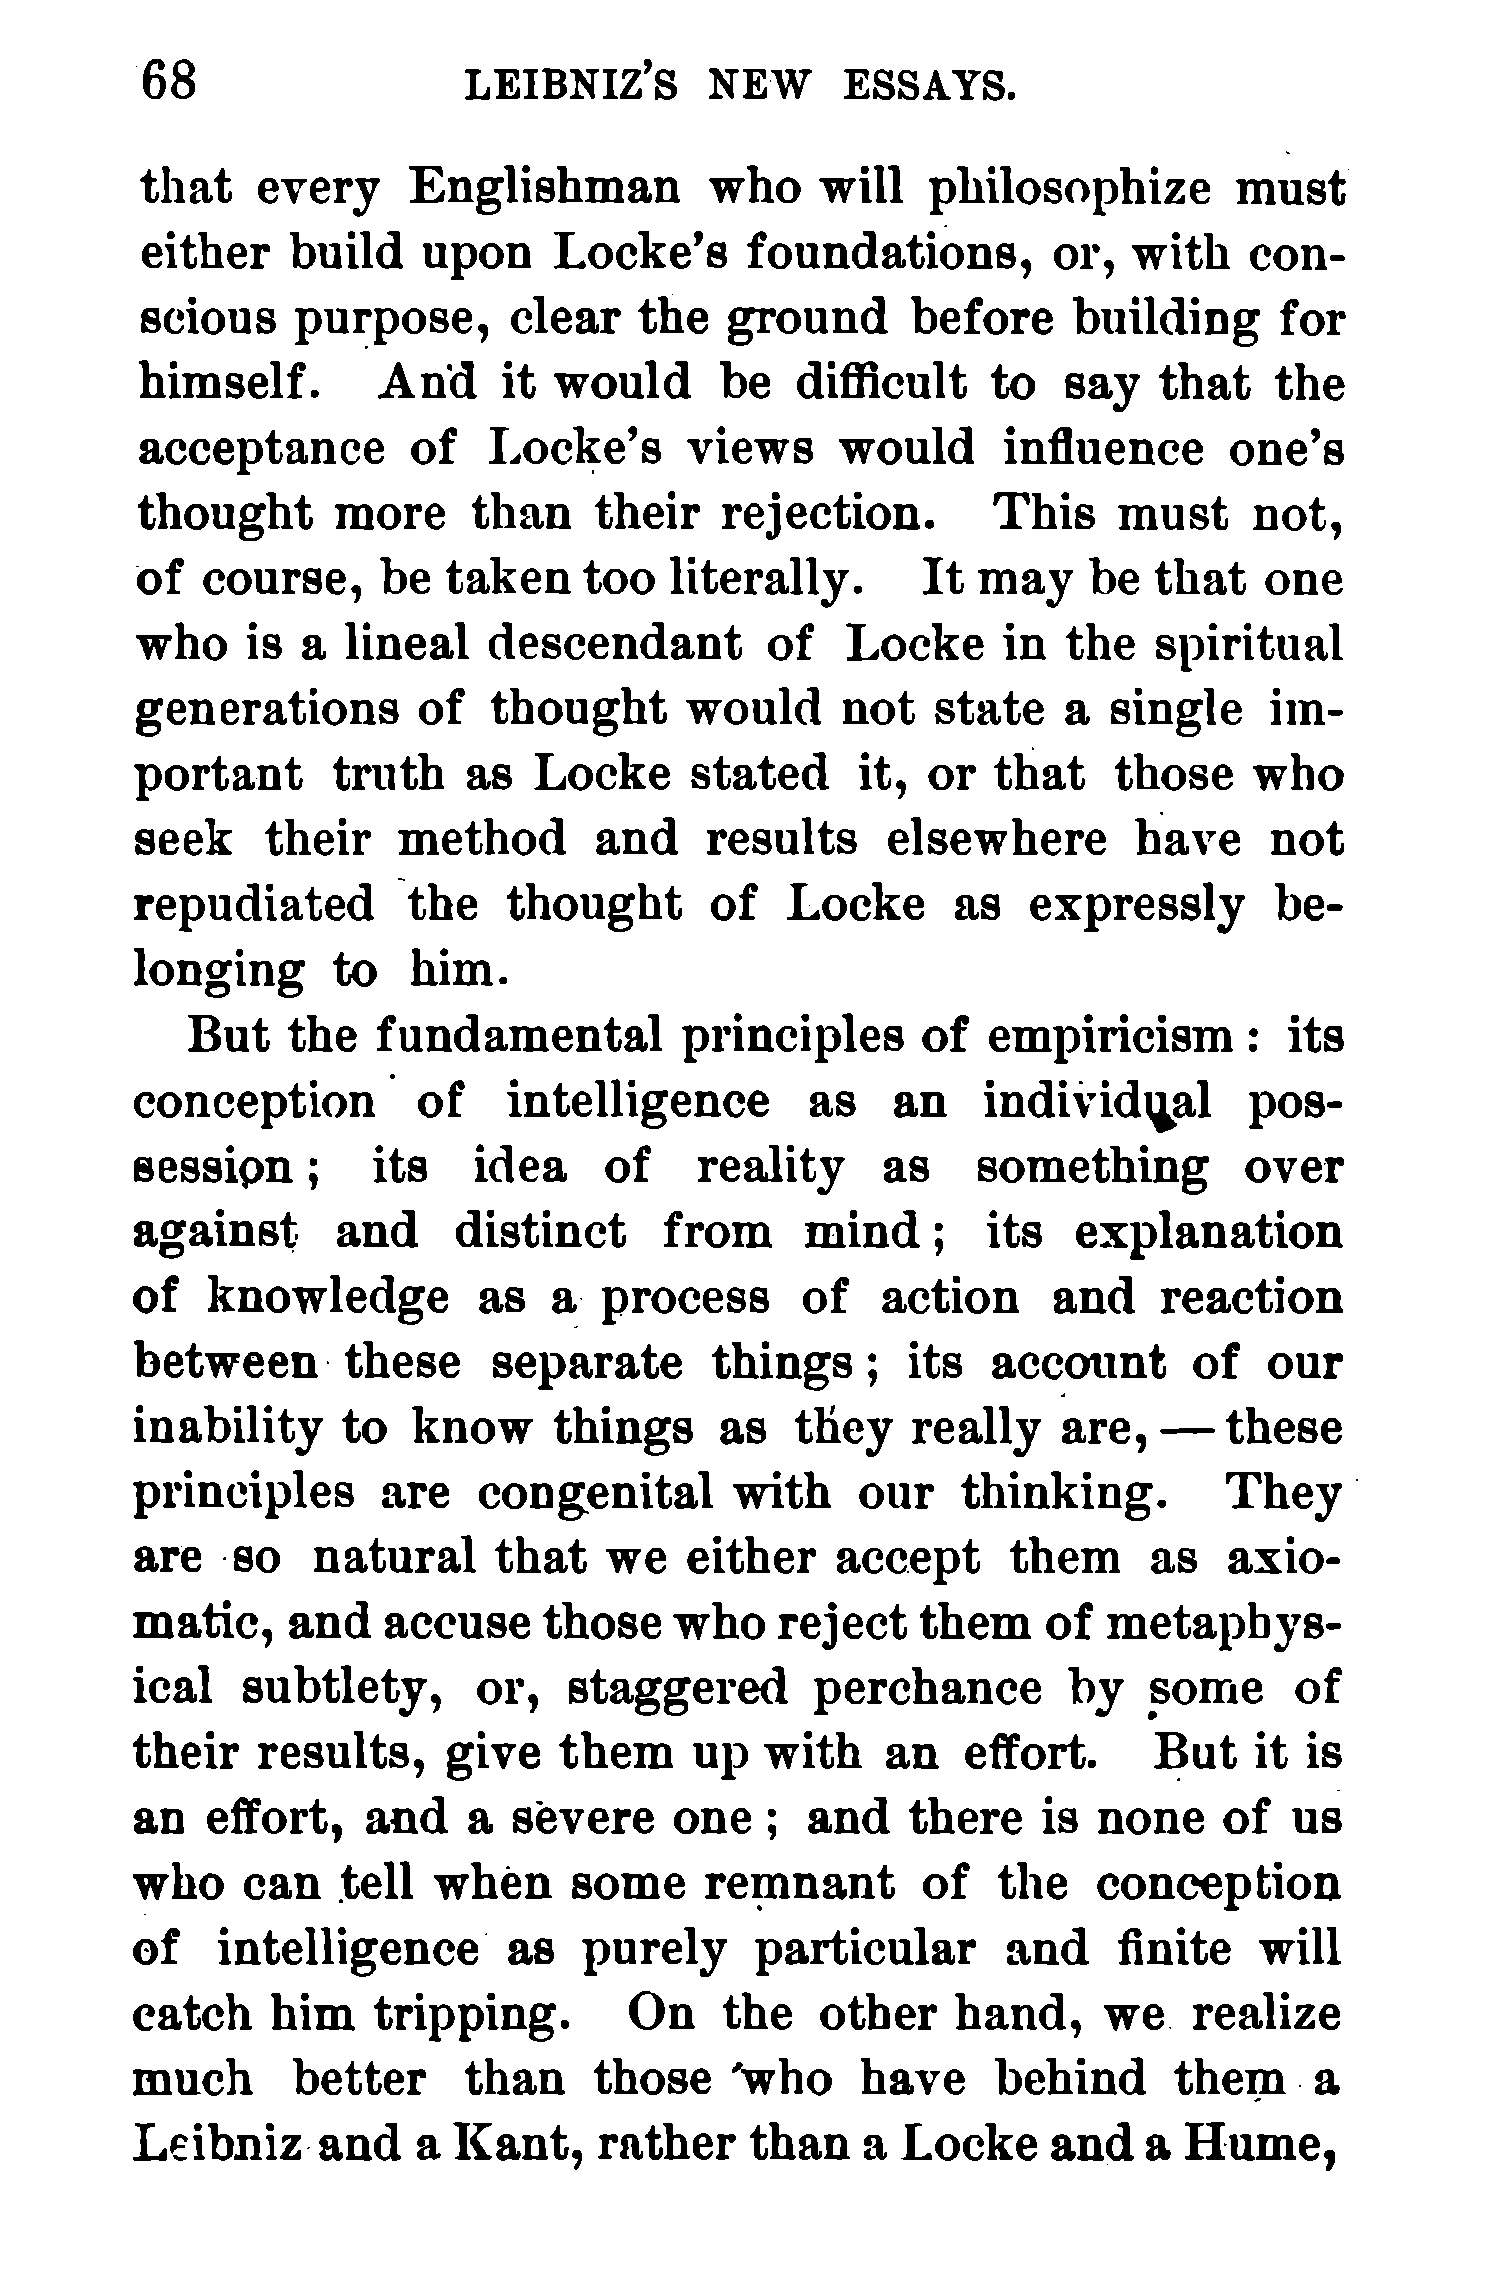 68 LEIBNIZ'S NEW ESSAYS.
that every Englishman who will philosophize must
either build upon Locke's foundations, or, with con-
scious purpose, clear the ground before building for
himself. And it would be difficult to say that the
acceptance of Locke's views would influence one's
thought more than their rejection. This must not,
of course, be taken too literally. It may be that one
who is a lineal descendant of Locke in the spiritual
generations of thought would not state a single im-
portant truth as Locke stated it, or that those who
seek their method and results elsewhere have not
repudiated the thought of Locke as expressly be-
longing to him.
But the fundamental principles of empiricism : its
conception of intelligence as an individual pos-
session ; its idea of reality as something over
against and distinct from mind ; its explanation
of knowledge as a process of action and reaction
between these separate things ; its account of our
inability to know things as they really are, — these
principles are congenital with our thinking. They
are so natural that we either accept them as axio-
matic, and accuse those who reject them of metaphys-
ical subtlety, or, staggered perchance by some of
their results, give them up with an effort. But it is
an effort, and a severe one ; and there is none of us
who can tell when some remnant of the conception
of intelligence as purely particular and finite will
catch him tripping. On the other hand, we realize
much better than those who have behind them a
Leibniz and a Kant, rather than a Locke and a Hume,